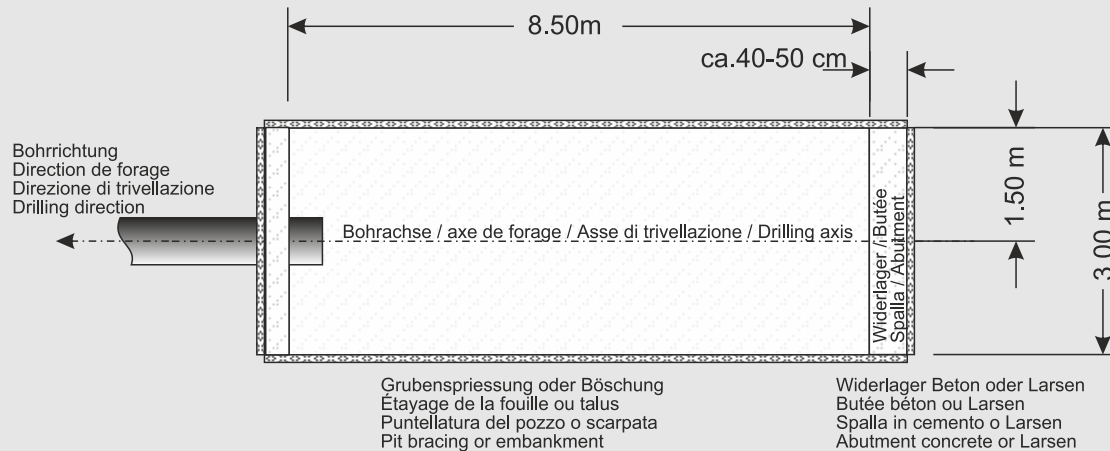 8.50m
ca.40-50 cm
Bohrrichtung
Direction de forage
Direzione di trivellazione
Drilling direction
1.50 m
3.00 m
Bohrachse / axe de forage / Asse di trivellazione / Drilling axis
Widerlager / Butée
Spalla / Abutment
Grubenspriessung oder Böschung
Étayage de la fouille ou talus
Puntellatura del pozzo o scarpata
Pit bracing or embankment
Widerlager Beton oder Larsen
Butée béton ou Larsen
Spalla in cemento o Larsen
Abutment concrete or Larsen